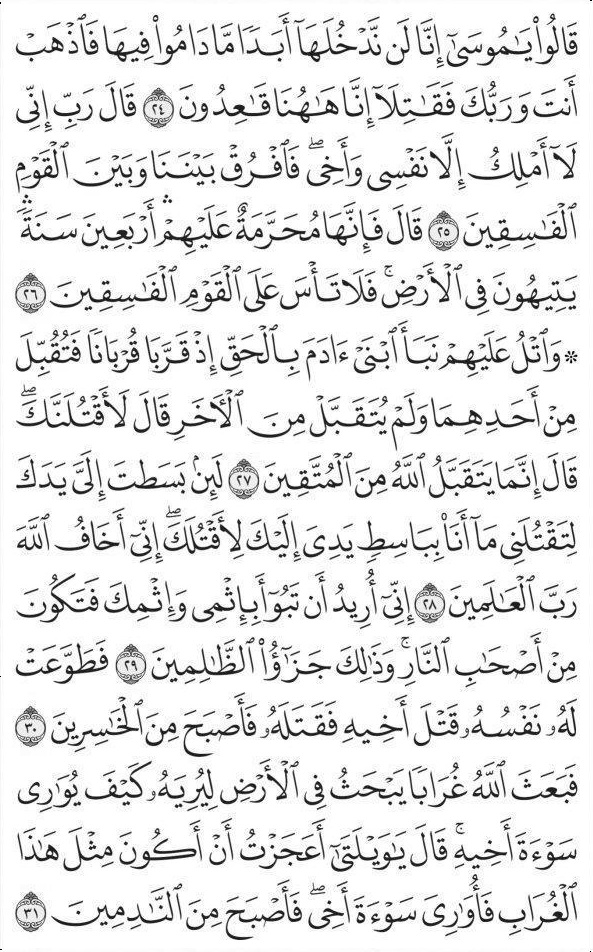 قَالُواْ يَٰمُوسَىٰٓ إِنَّا لَن نَّدۡخُلَهَآ أَبَدٗا مَّا دَامُواْ فِيهَا فَٱذۡهَبۡ
أَنتَ وَرَبُّكَ فَقَٰتِلَآ إِنَّا هَٰهُنَا قَٰعِدُونَ ٢٤ قَالَ رَبِّ إِنِّي
لَآ أَمۡلِكُ إِلَّا نَفۡسِي وَأَخِيۖ فَٱفۡرُقۡ بَيۡنَنَا وَبَيۡنَ ٱلۡقَوۡمِ
ٱلۡفَٰسِقِينَ ٢٥ قَالَ فَإِنَّهَا مُحَرَّمَةٌ عَلَيۡهِمۡۛ أَرۡبَعِينَ سَنَةٗۛ
يَتِيهُونَ فِي ٱلۡأَرۡضِۚ فَلَا تَأۡسَ عَلَى ٱلۡقَوۡمِ ٱلۡفَٰسِقِينَ ٢٦
۞ وَٱتۡلُ عَلَيۡهِمۡ نَبَأَ ٱبۡنَيۡ ءَادَمَ بِٱلۡحَقِّ إِذۡ قَرَّبَا قُرۡبَانٗا فَتُقُبِّلَ
مِنۡ أَحَدِهِمَا وَلَمۡ يُتَقَبَّلۡ مِنَ ٱلۡأٓخَرِ قَالَ لَأَقۡتُلَنَّكَۖ
قَالَ إِنَّمَا يَتَقَبَّلُ ٱللَّهُ مِنَ ٱلۡمُتَّقِينَ ٢٧ لَئِنۢ بَسَطتَ إِلَيَّ يَدَكَ
لِتَقۡتُلَنِي مَآ أَنَا۠ بِبَاسِطٖ يَدِيَ إِلَيۡكَ لِأَقۡتُلَكَۖ إِنِّيٓ أَخَافُ ٱللَّهَ
رَبَّ ٱلۡعَٰلَمِينَ ٢٨ إِنِّيٓ أُرِيدُ أَن تَبُوٓأَ بِإِثۡمِي وَإِثۡمِكَ فَتَكُونَ
مِنۡ أَصۡحَٰبِ ٱلنَّارِۚ وَذَٰلِكَ جَزَٰٓؤُاْ ٱلظَّٰلِمِينَ ٢٩ فَطَوَّعَتۡ
لَهُۥ نَفۡسُهُۥ قَتۡلَ أَخِيهِ فَقَتَلَهُۥ فَأَصۡبَحَ مِنَ ٱلۡخَٰسِرِينَ ٣٠
فَبَعَثَ ٱللَّهُ غُرَابٗا يَبۡحَثُ فِي ٱلۡأَرۡضِ لِيُرِيَهُۥ كَيۡفَ يُوَٰرِي
سَوۡءَةَ أَخِيهِۚ قَالَ يَٰوَيۡلَتَىٰٓ أَعَجَزۡتُ أَنۡ أَكُونَ مِثۡلَ هَٰذَا
ٱلۡغُرَابِ فَأُوَٰرِيَ سَوۡءَةَ أَخِيۖ فَأَصۡبَحَ مِنَ ٱلنَّٰدِمِينَ ٣١